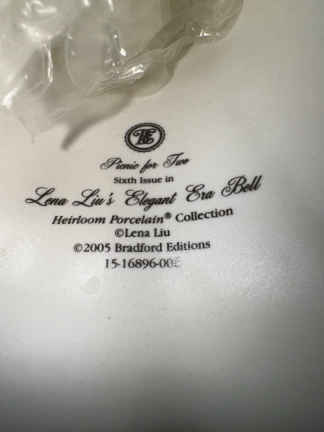 BE
Picnic for Two
Sixth Issue in
Lena Liu's Elegant Era Bell
Heirloom Porcelain® Collection
©Lena Liu
©2005 Bradford Editions